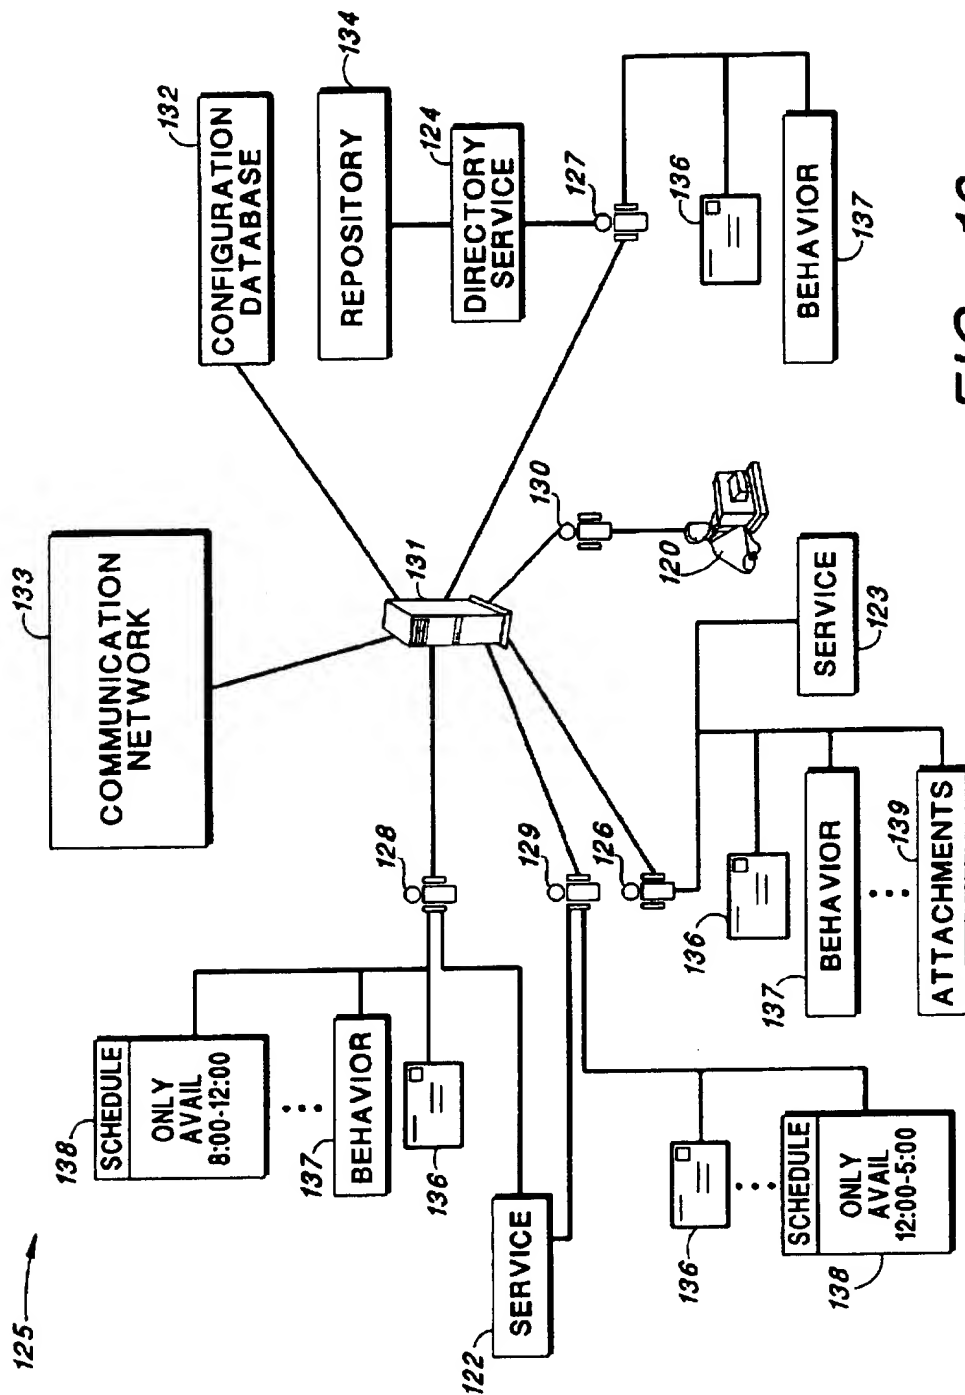 125
133
COMMUNICATION
NETWORK
138
SCHEDULE
ONLY
AVAIL
8:00-12:00
132
CONFIGURATION
DATABASE
137
BEHAVIOR
134
REPOSITORY
128
131
136
124
DIRECTORY
SERVICE
122
SERVICE
129
130
127
126
136
120
136
136
137
BEHAVIOR
SERVICE
123
BEHAVIOR
137
138
SCHEDULE
ONLY
AVAIL
12:00-5:00
139
ATTACHMENTS
FIG